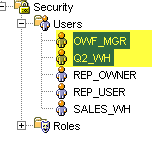 Security
Users
OWF_MGR
Q2_WH
REP_OWNER
REP_USER
SALES_WH
Roles